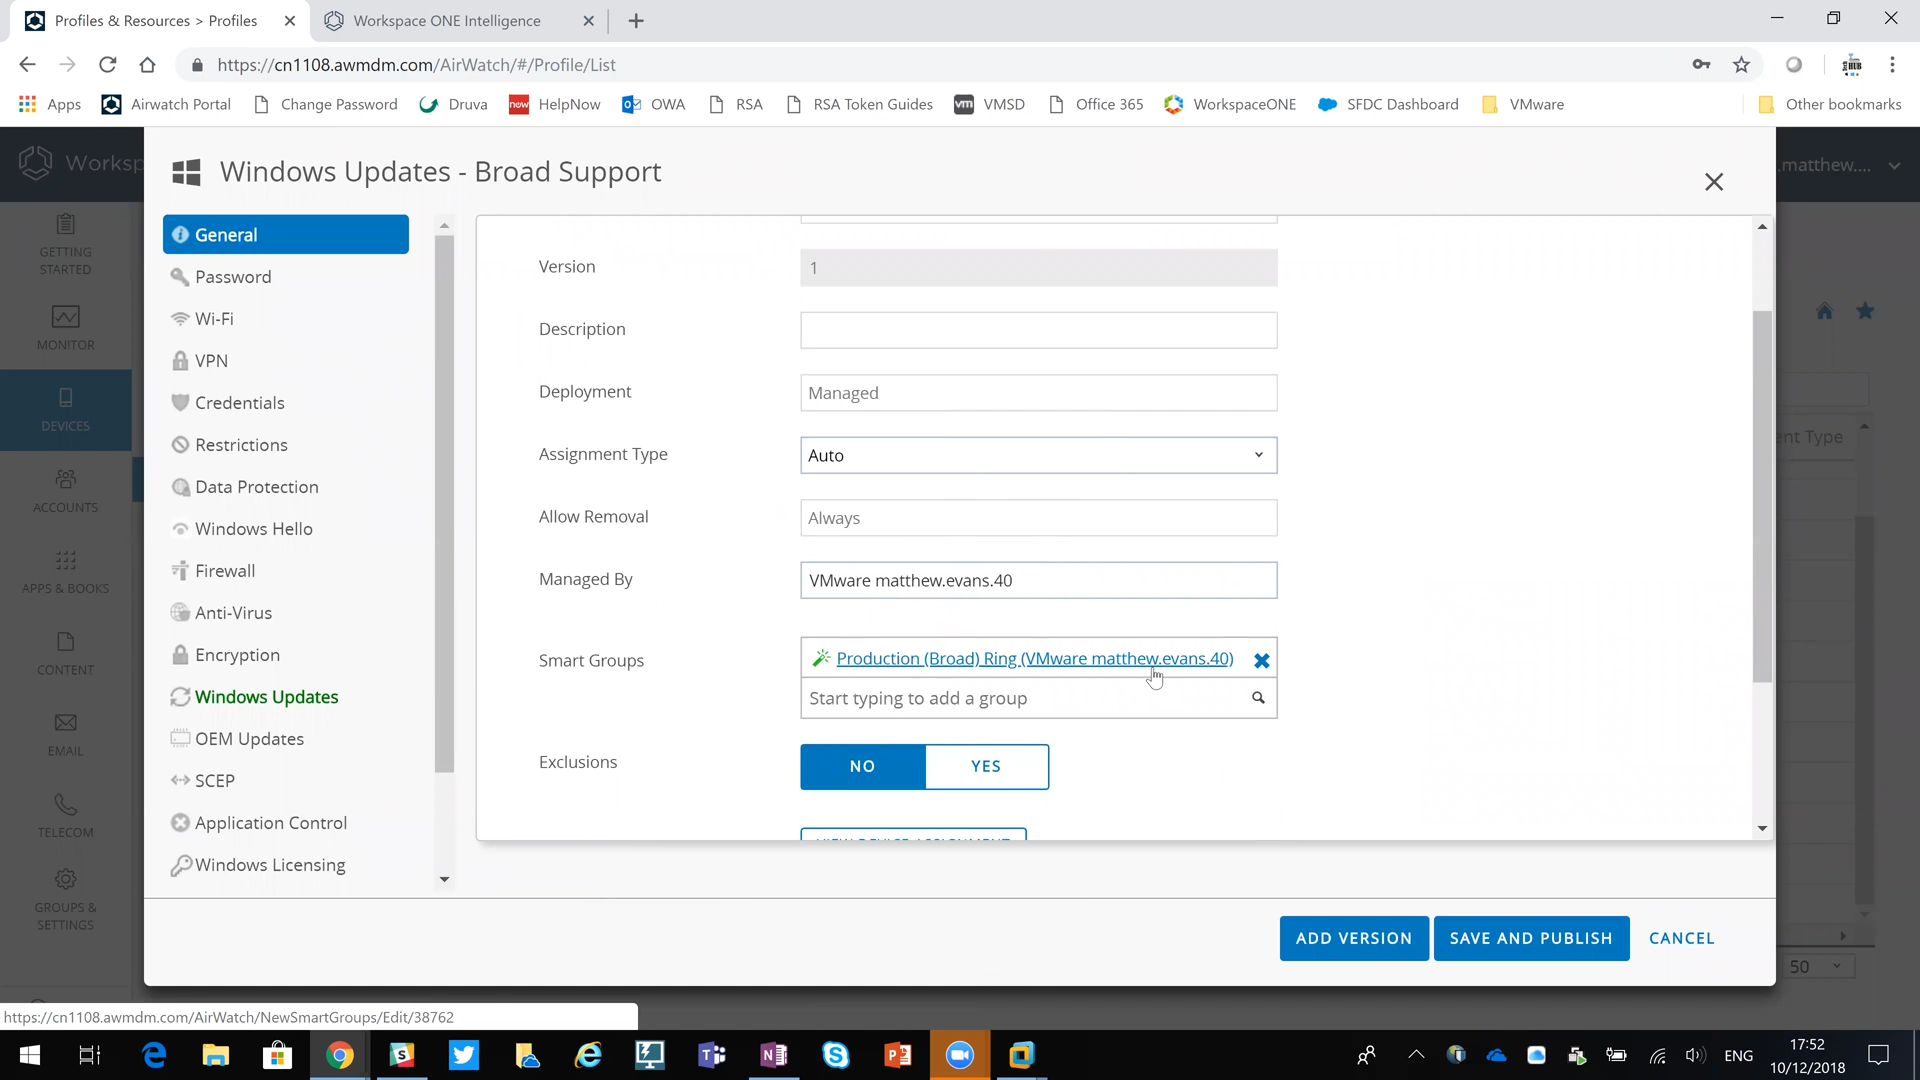 Profiles & Resources > Profiles
Workspace ONE Intelligence
https://cn1108.awmdm.com/AirWatch/#/Profile/List
Apps
Airwatch Portal
Change Password
Druva
new
HelpNow
OWA
RSA
RSA Token Guides
vm
VMSD
Office 365
WorkspaceONE
SFDC Dashboard
VMware
Other bookmarks
Worksp
.matthew....
Windows Updates - Broad Support
GETTING
STARTED
MONITOR
DEVICES
ACCOUNTS
APPS & BOOKS
CONTENT
EMAIL
TELECOM
GROUPS &
SETTINGS
General
Password
Wi-Fi
VPN
Credentials
Restrictions
Data Protection
Windows Hello
Firewall
Anti-Virus
Encryption
Windows Updates
OEM Updates
SCEP
Application Control
Windows Licensing
Version
1
Description
Deployment
Managed
Assignment Type
Auto
Allow Removal
Always
Managed By
VMware matthew.evans.40
Smart Groups
Production (Broad) Ring (VMware matthew.evans.40)
Start typing to add a group
Exclusions
NO
YES
VIEW DEVICE ASSIGNMENT
ent Type
50
ADD VERSION
SAVE AND PUBLISH
CANCEL
https://cn1108.awmdm.com/AirWatch/NewSmartGroups/Edit/38762
ENG
17:52
10/12/2018